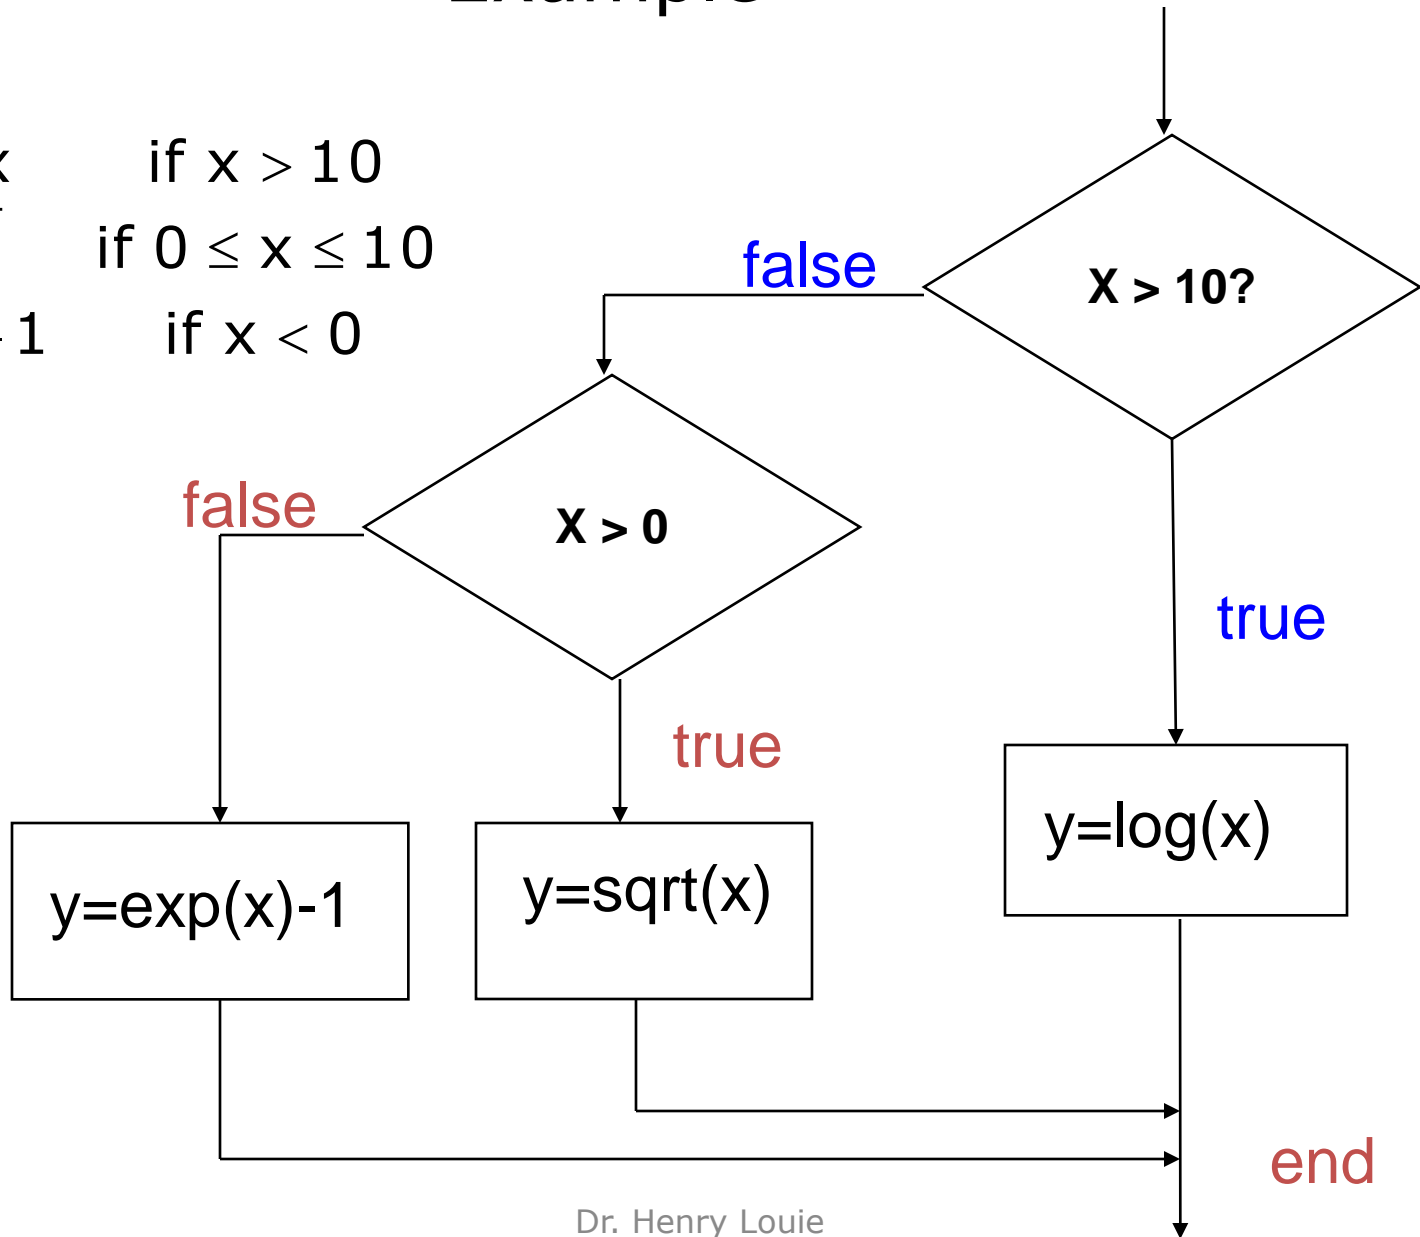 x if x > 10
if 0 ≤ x ≤ 10
1 if x < 0
false
X > 10?
false
X > 0
true
true
y=log(x)
y=sqrt(x)
y=exp(x)-1
end
Dr. Henry Louie